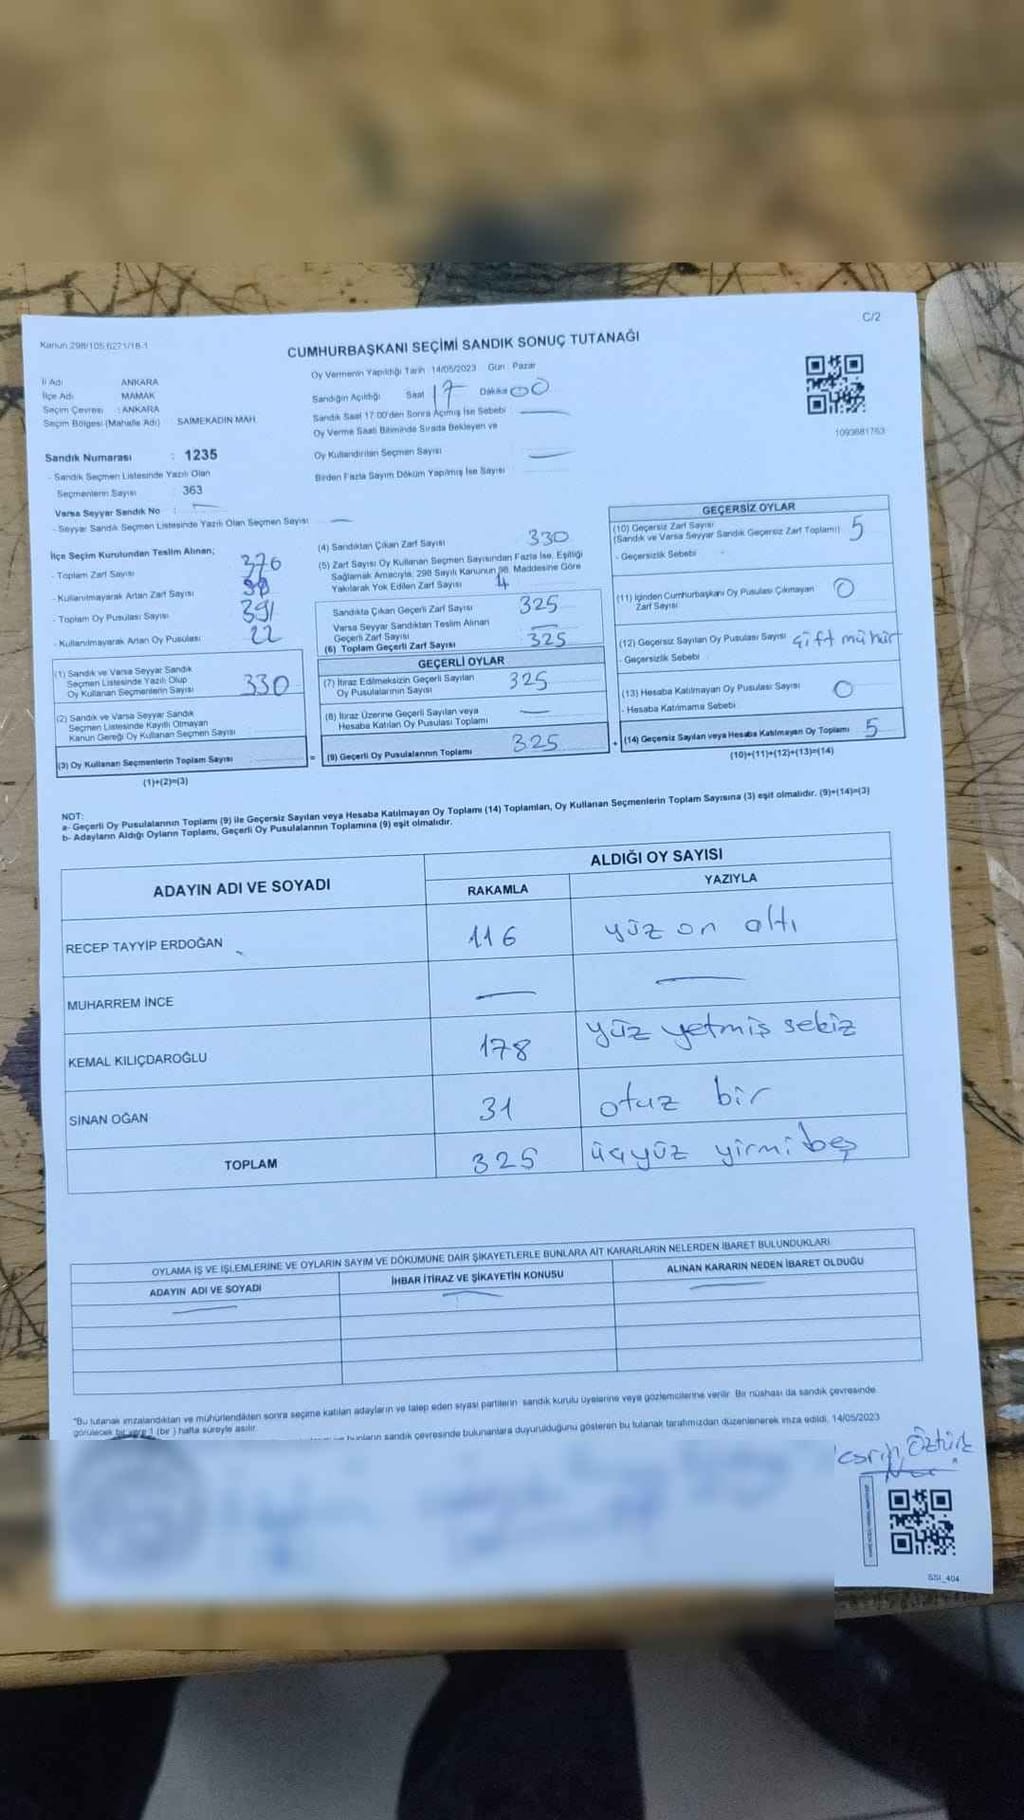 C/2
Kanun 298/105,6271/18-1
CUMHURBAŞKANI SEÇİMİ SANDIK SONUÇ TUTANAĞI
İl Adı ANKARA
İlçe Adı MAMAK
Seçim Çevresi : ANKARA
Seçim Bölgesi (Mahalle Adı) SAİMEKADIN MAH
Sandık Numarası : 1235
- Sandık Seçmen Listesinde Yazılı Olan
Seçmenlerin Sayısı : 363
Varsa Seyyar Sandık No :
- Seyyar Sandık Seçmen Listesinde Yazılı Olan Seçmen Sayısı
Oy Vermenin Yapıldığı Tarih 14/05/2023 Gün Pazar
Sandığın Açıldığı Saat 17 Dakika 00
Sandık Saat 17:00'den Sonra Açılmış İse Sebebi
Oy Verme Saati Bitiminde Sırada Bekleyen ve
Oy Kullandırılan Seçmen Sayısı
Birden Fazla Sayım Döküm Yapılmış İse Sayısı
1093681763
İlçe Seçim Kurulundan Teslim Alınan;
- Toplam Zarf Sayısı 376
- Kullanılmayarak Artan Zarf Sayısı
- Toplam Oy Pusulası Sayısı 391
- Kullanılmayarak Artan Oy Pusulası 22
(1) Sandık ve Varsa Seyyar Sandık
Seçmen Listesinde Yazılı Olup
Oy Kullanan Seçmenlerin Sayısı 330
(2) Sandık ve Varsa Seyyar Sandık
Seçmen Listesinde Kayıtlı Olmayan
Kanun Gereği Oy Kullanan Seçmen Sayısı
(3) Oy Kullanan Seçmenlerin Toplam Sayısı =
(1)+(2)=(3)
(4) Sandıktan Çıkan Zarf Sayısı 330
(5) Zarf Sayısı Oy Kullanan Seçmen Sayısından Fazla İse, Eşitliği
Sağlamak Amacıyla, 298 Sayılı Kanunun 98. Maddesine Göre
Yakılarak Yok Edilen Zarf Sayısı
Sandıkta Çıkan Geçerli Zarf Sayısı 325
Varsa Seyyar Sandıktan Teslim Alınan
Geçerli Zarf Sayısı
(6) Toplam Geçerli Zarf Sayısı 325
GEÇERLİ OYLAR
(7) İtiraz Edilmeksizin Geçerli Sayılan
Oy Pusulalarının Sayısı 325
(8) İtiraz Üzerine Geçerli Sayılan veya
Hesaba Katılan Oy Pusulası Toplamı
(9) Geçerli Oy Pusulalarının Toplamı 325 +
GEÇERSİZ OYLAR
(10) Geçersiz Zarf Sayısı
(Sandık ve Varsa Seyyar Sandık Geçersiz Zarf Toplamı) 5
- Geçersizlik Sebebi
(11) İçinden Cumhurbaşkanı Oy Pusulası Çıkmayan
Zarf Sayısı 0
(12) Geçersiz Sayılan Oy Pusulası Sayısı çift mühür
- Geçersizlik Sebebi
(13) Hesaba Katılmayan Oy Pusulası Sayısı 0
- Hesaba Katılmama Sebebi
(14) Geçersiz Sayılan veya Hesaba Katılmayan Oy Toplamı 5
(10)+(11)+(12)+(13)=(14)
NOT:
a- Geçerli Oy Pusulalarının Toplamı (9) ile Geçersiz Sayılan veya Hesaba Katılmayan Oy Toplamı (14) Toplamları, Oy Kullanan Seçmenlerin Toplam Sayısına (3) eşit olmalıdır. (9)+(14)=(3)
b- Adayların Aldığı Oyların Toplamı, Geçerli Oy Pusulalarının Toplamına (9) eşit olmalıdır.
ADAYIN ADI VE SOYADI ALDIĞI OY SAYISI
RAKAMLA YAZIYLA
RECEP TAYYİP ERDOĞAN 116 yüz on altı
MUHARREM İNCE
KEMAL KILIÇDAROĞLU 178 yüz yetmiş sekiz
SİNAN OĞAN 31 otuz bir
TOPLAM 325 üçyüz yirmi beş
OYLAMA İŞ VE İŞLEMLERİNE VE OYLARIN SAYIM VE DÖKÜMÜNE DAİR ŞİKAYETLERLE BUNLARA AİT KARARLARIN NELERDEN İBARET BULUNDUKLARI
ADAYIN ADI VE SOYADI İHBAR İTİRAZ VE ŞİKAYETİN KONUSU ALINAN KARARIN NEDEN İBARET OLDUĞU
*Bu tutanak imzalandıktan ve mühürlendikten sonra seçime katılan adayların ve talep eden siyasi partilerin sandık kurulu üyelerine veya gözlemcilerine verilir. Bir nüshası da sandık çevresinde
görülecek bir yere 1 (bir) hafta süreyle asılır.
bunların sandık çevresinde bulunanlara duyurulduğunu gösteren bu tutanak tarafımızdan düzenlenerek imza edildi. 14/05/2023
Öztürk
SSI_404